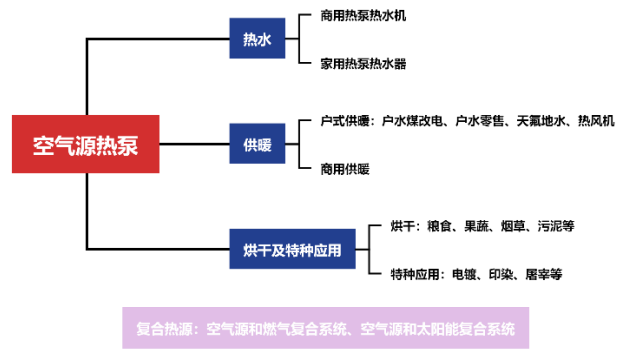 空气源热泵
热水
商用热泵热水机
家用热泵热水器
供暖
户式供暖：户水煤改电、户水零售、天氟地水、热风机
商用供暖
烘干及特种应用
烘干：粮食、果蔬、烟草、污泥等
特种应用：电镀、印染、屠宰等
复合热源：空气源和燃气复合系统、空气源和太阳能复合系统